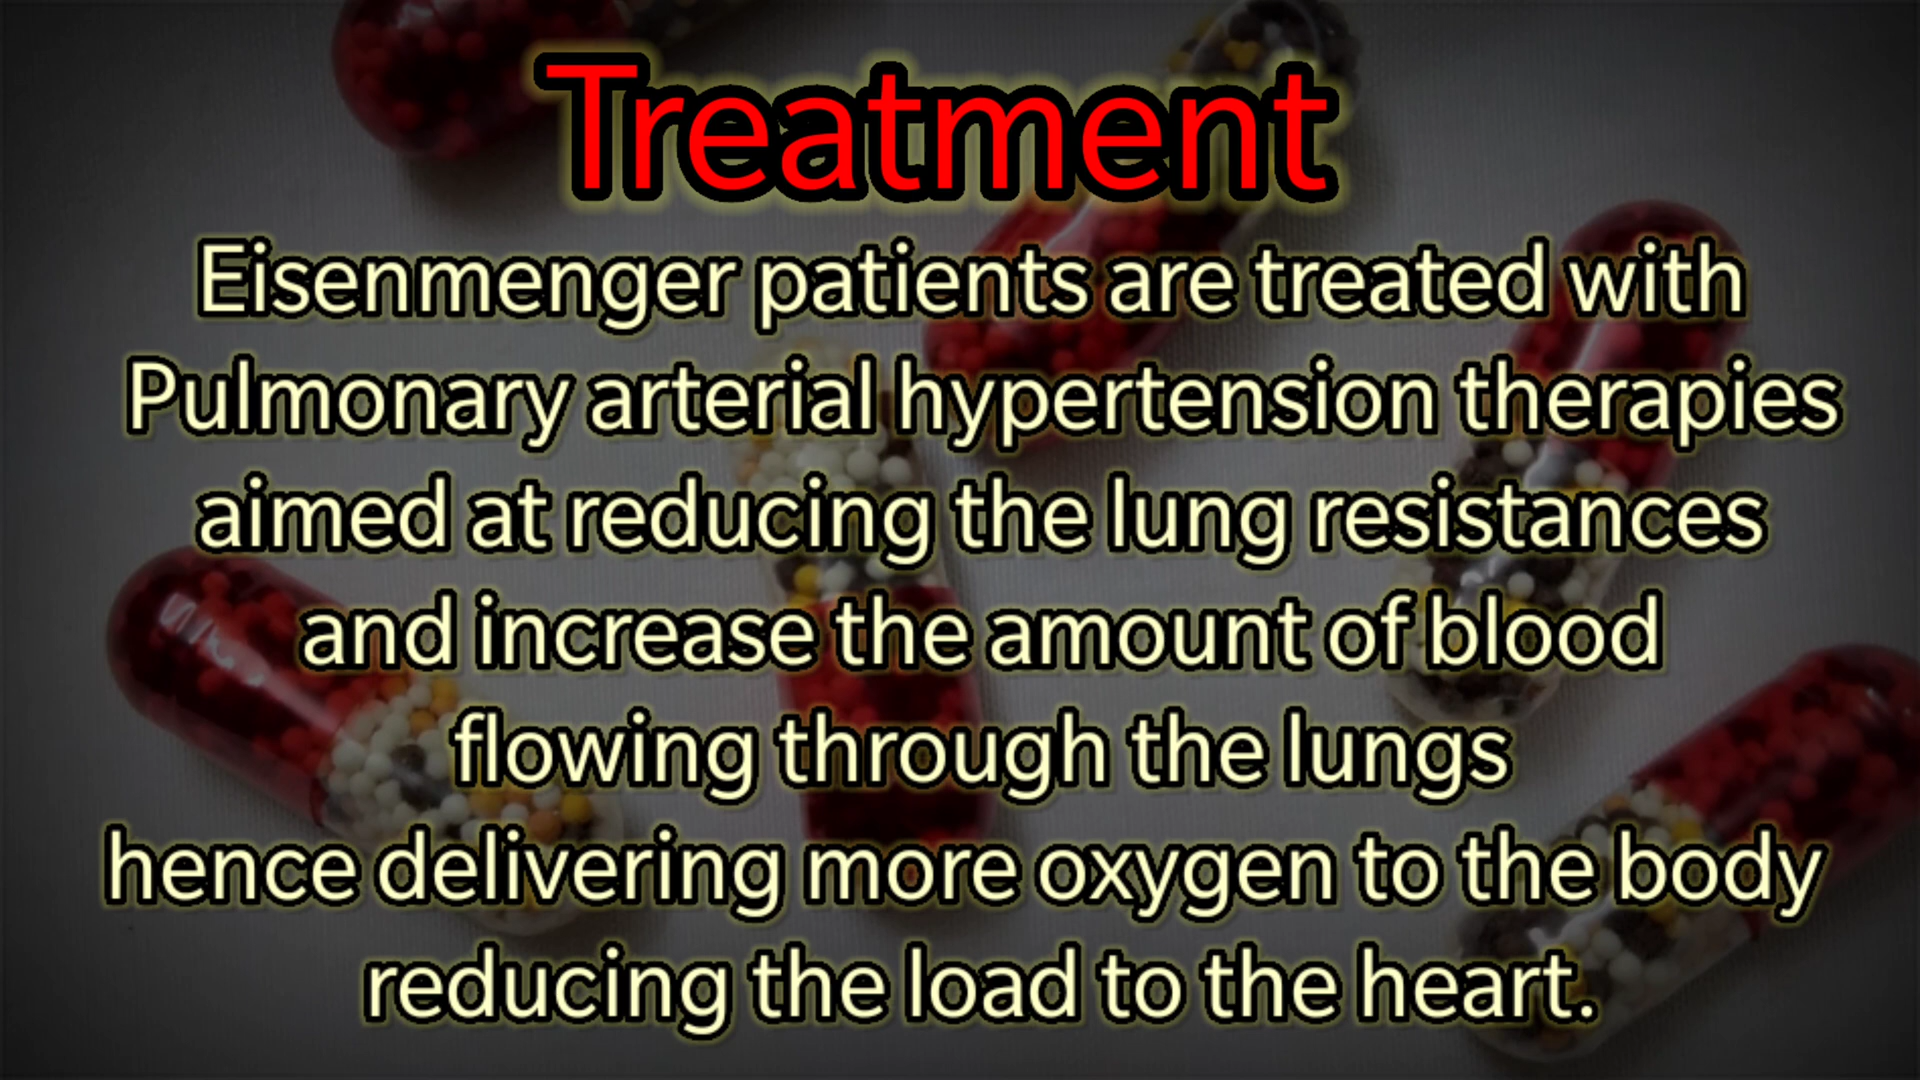 Treatment
Eisenmenger patients are treated with
Pulmonary arterial hypertension therapies
aimed at reducing the lung resistances
and increase the amount of blood
flowing through the lungs
hence delivering more oxygen to the body
reducing the load to the heart.